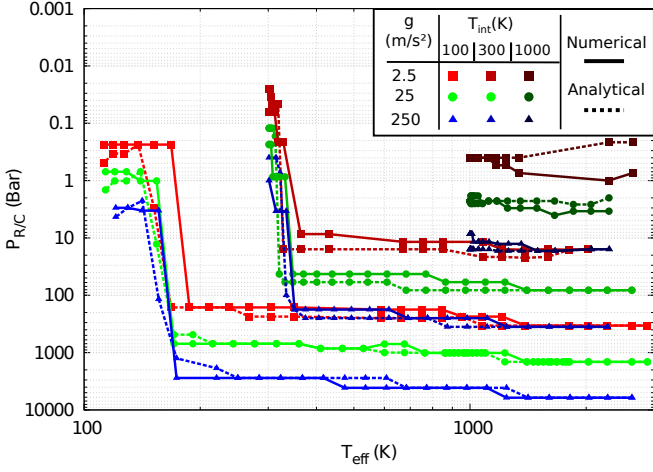 0.001
0.01
0.1
1
10
100
1000
10000
P_R/C (Bar)
100
1000
T_eff (K)
g
(m/s²)
T_int(K)
100 300 1000
2.5
25
250
Numerical
Analytical